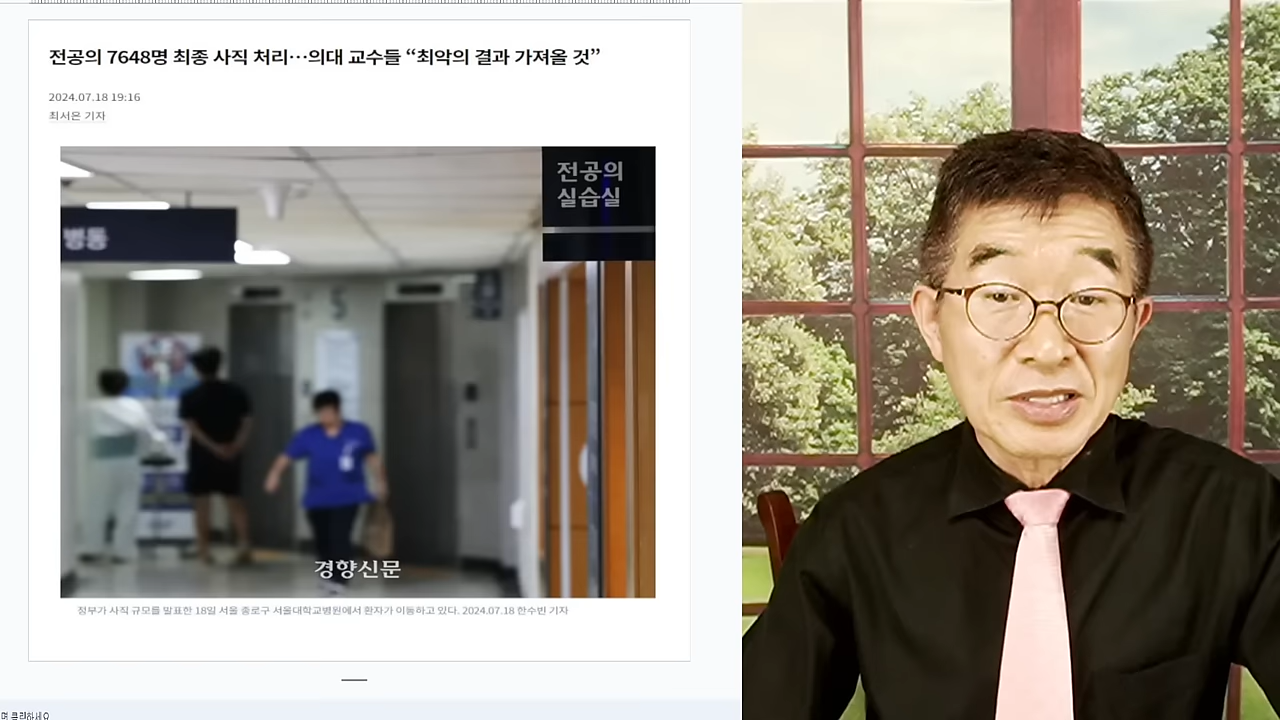 전공의 7648명 최종 사직 처리…의대 교수들 “최악의 결과 가져올 것”
2024.07.18 19:16
최서은 기자
전공의
실습실
병동
5
경향신문
정부가 사직 규모를 발표한 18일 서울 종로구 서울대학교병원에서 환자가 이동하고 있다. 2024.07.18 한수빈 기자